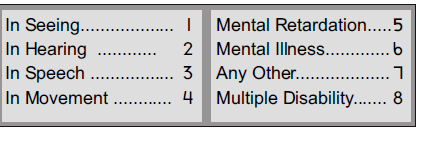 In Seeing................... 1
In Hearing ............ 2
In Speech ................. 3
In Movement ............ 4
Mental Retardation.....5
Mental Illness............. 6
Any Other................... 7
Multiple Disability....... 8